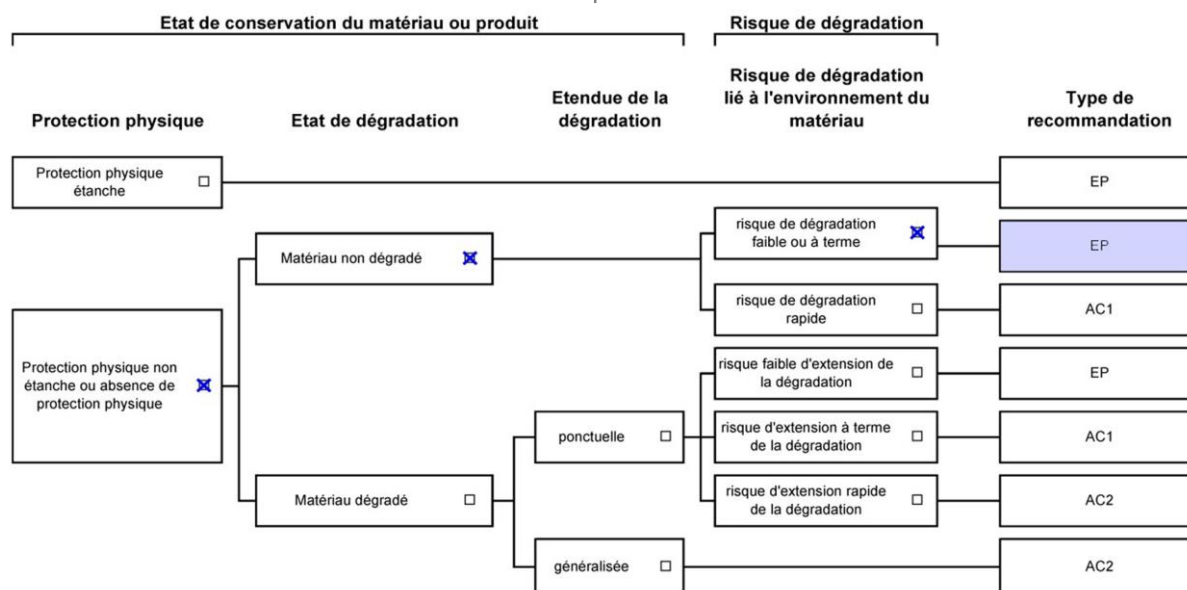 Etat de conservation du matériau ou produit
Risque de dégradation
Protection physique
Etat de dégradation
Etendue de la
dégradation
Risque de dégradation
lié à l'environnement du
matériau
Type de
recommandation
Protection physique
étanche
EP
risque de dégradation
faible ou à terme
EP
Matériau non dégradé
risque de dégradation
rapide
AC1
Protection physique non
étanche ou absence de
protection physique
risque faible d'extension de
la dégradation
EP
ponctuelle
risque d'extension à terme
de la dégradation
AC1
Matériau dégradé
risque d'extension rapide
de la dégradation
AC2
généralisée
AC2